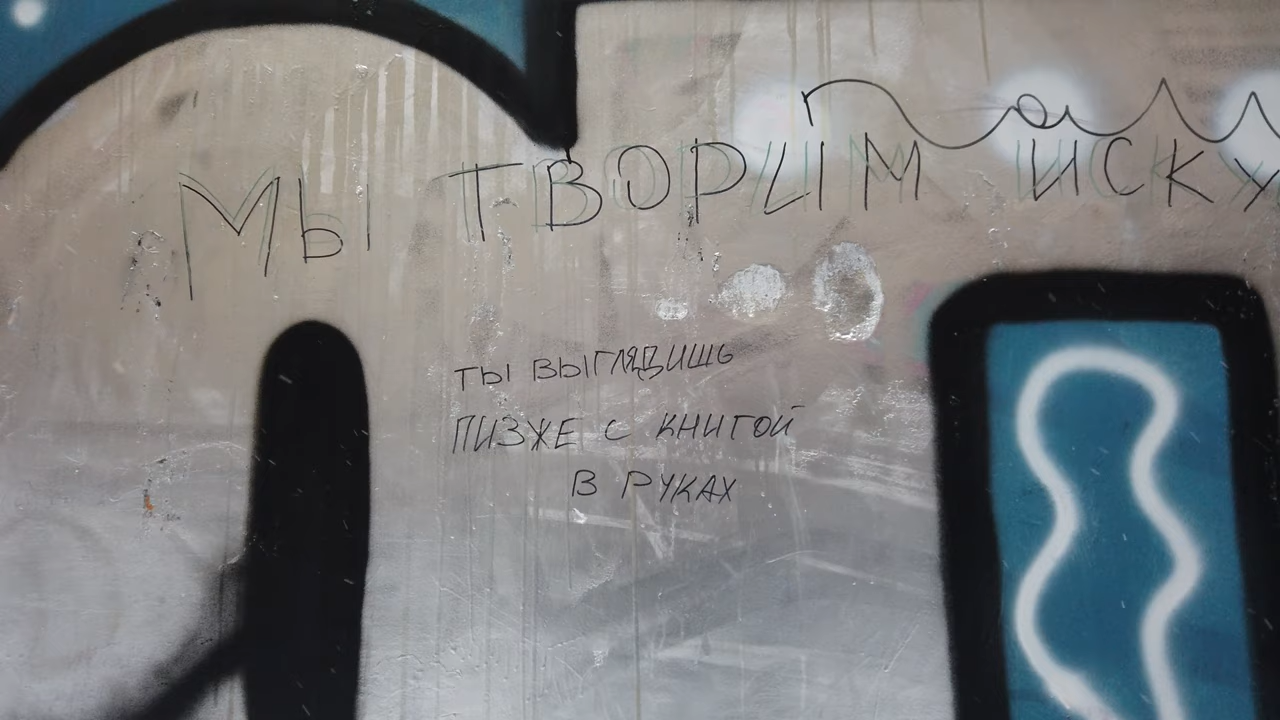 МЫ ТВОРИМ ИСКУ
ТЫ ВЫГЛЯДИШЬ
ПИЗЖЕ С КНИГОЙ
В РУКАХ